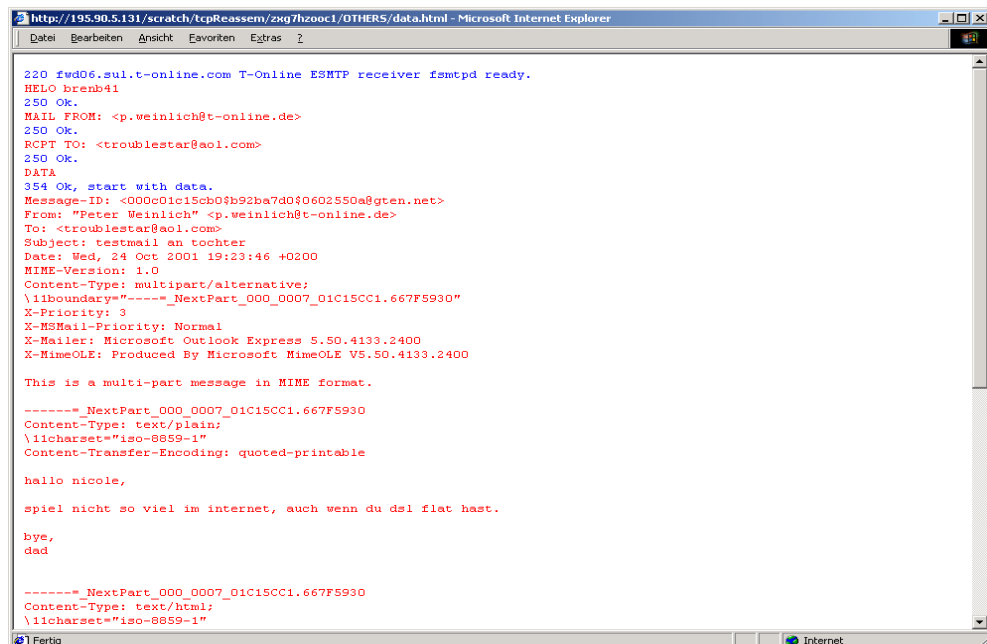 http://195.90.5.131/scratch/tcpReassem/zxg7hzooc1/OTHERS/data.html - Microsoft Internet Explorer
Datei Bearbeiten Ansicht Favoriten Extras ?
220 fwd06.sul.t-online.com T-Online ESMTP receiver fsmtpd ready.
HELO brenb41
250 Ok.
MAIL FROM: <p.weinlich@t-online.de>
250 Ok.
RCPT TO: <troublestar@aol.com>
250 Ok.
DATA
354 Ok, start with data.
Message-ID: <000c01c15cb0$b92ba7d0$0602550a@gten.net>
From: "Peter Weinlich" <p.weinlich@t-online.de>
To: <troublestar@aol.com>
Subject: testmail an tochter
Date: Wed, 24 Oct 2001 19:23:46 +0200
MIME-Version: 1.0
Content-Type: multipart/alternative;
\11boundary="----=_NextPart_000_0007_01C15CC1.667F5930"
X-Priority: 3
X-MSMail-Priority: Normal
X-Mailer: Microsoft Outlook Express 5.50.4133.2400
X-MimeOLE: Produced By Microsoft MimeOLE V5.50.4133.2400
This is a multi-part message in MIME format.
------=_NextPart_000_0007_01C15CC1.667F5930
Content-Type: text/plain;
\11charset="iso-8859-1"
Content-Transfer-Encoding: quoted-printable
hallo nicole,
spiel nicht so viel im internet, auch wenn du dsl flat hast.
bye,
dad
------=_NextPart_000_0007_01C15CC1.667F5930
Content-Type: text/html;
\11charset="iso-8859-1"
Fertig Internet